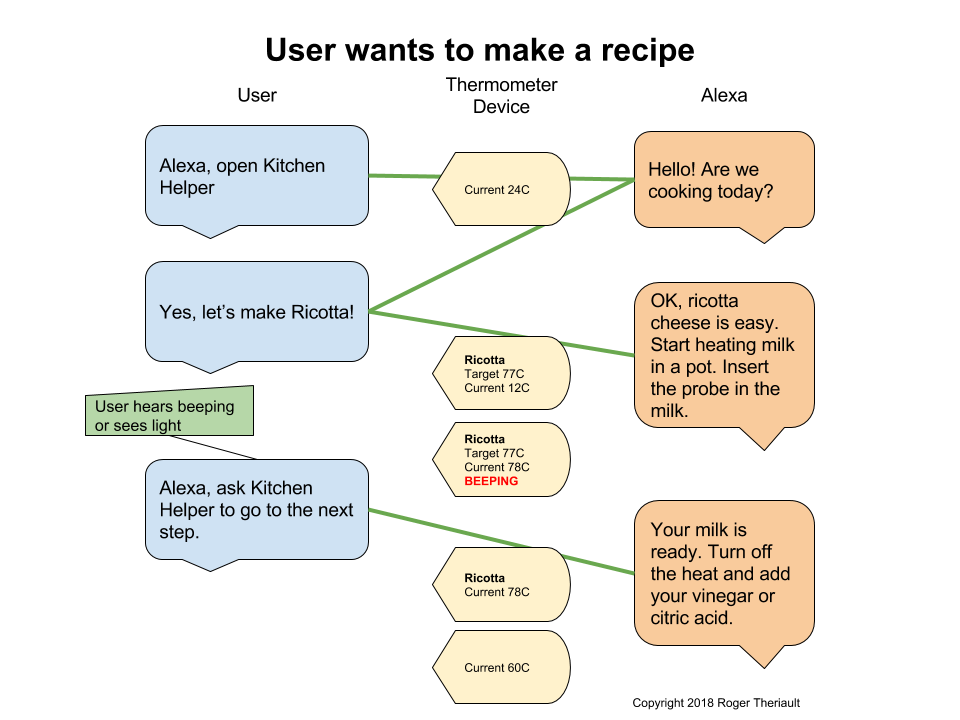 User wants to make a recipe
User
Thermometer
Device
Alexa
Alexa, open Kitchen
Helper
Current 24C
Hello! Are we
cooking today?
Yes, let's make Ricotta!
OK, ricotta
cheese is easy.
Start heating milk
in a pot. Insert
the probe in the
milk.
Ricotta
Target 77C
Current 12C
User hears beeping
or sees light
Ricotta
Target 77C
Current 78C
BEEPING
Alexa, ask Kitchen
Helper to go to the next
step.
Your milk is
ready. Turn off
the heat and add
your vinegar or
citric acid.
Ricotta
Current 78C
Current 60C
Copyright 2018 Roger Theriault